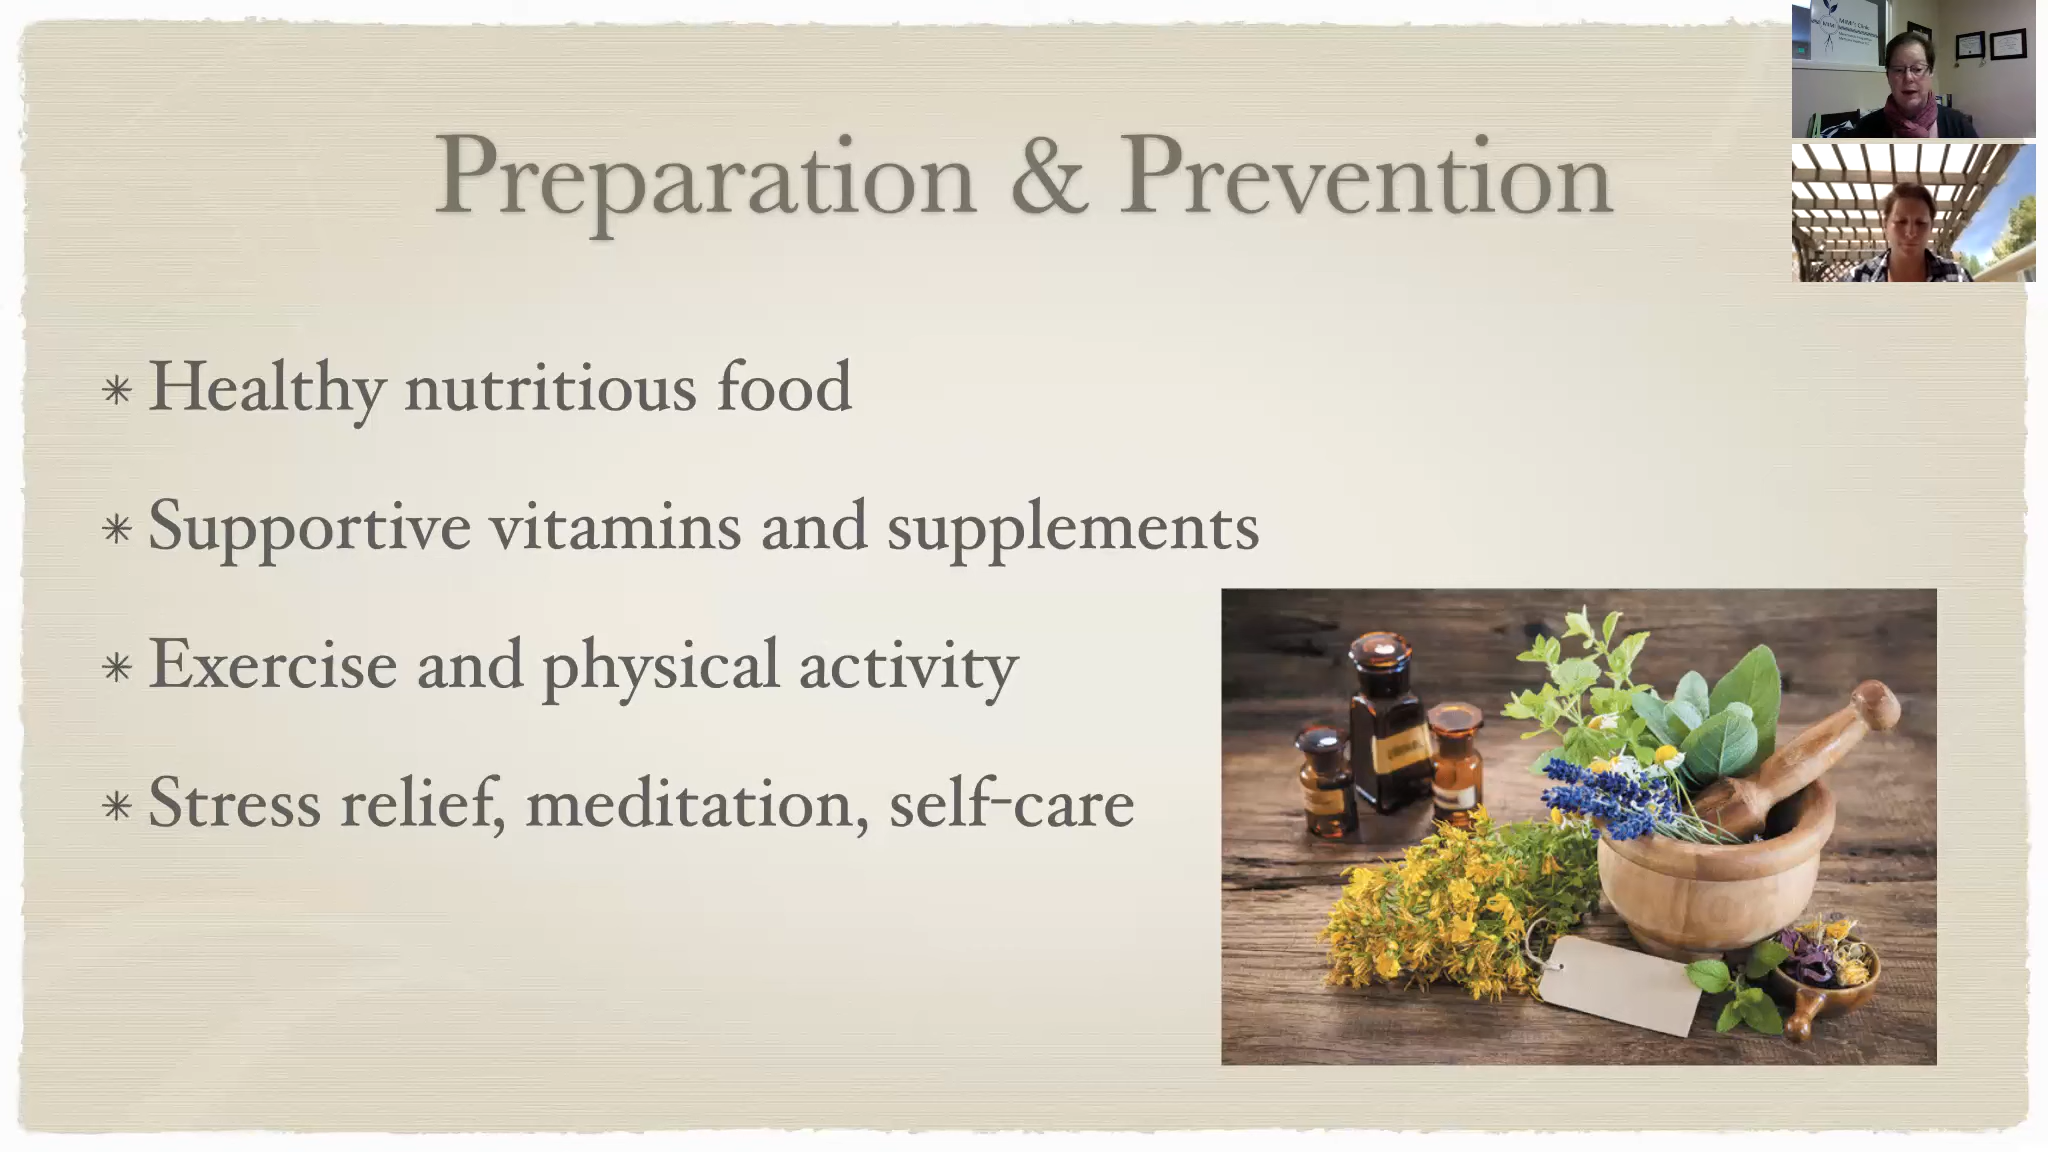 Preparation & Prevention
Healthy nutritious food
Supportive vitamins and supplements
Exercise and physical activity
Stress relief, meditation, self-care